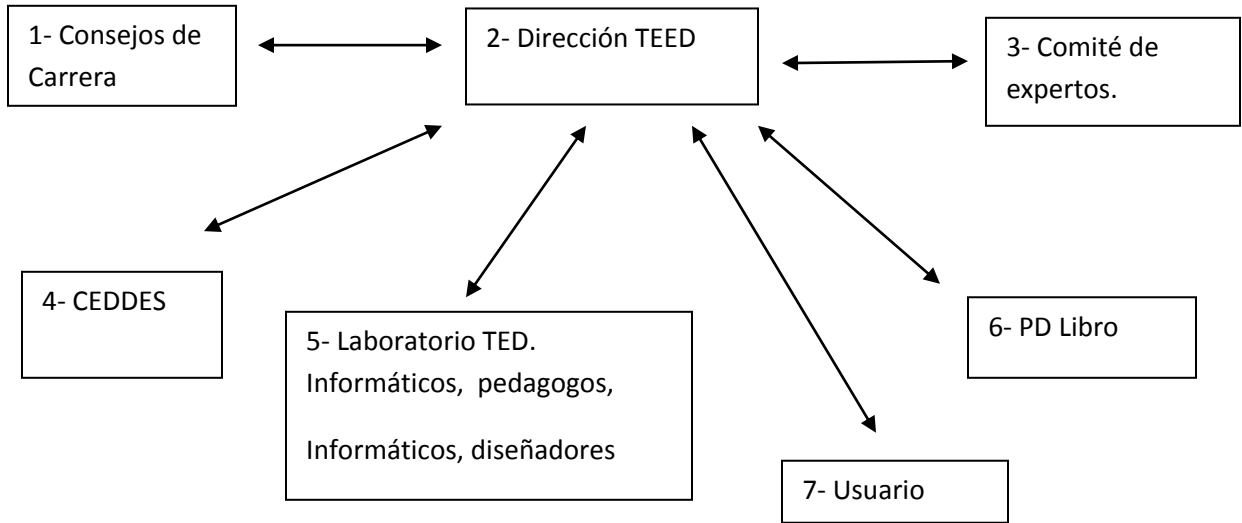 1- Consejos de
Carrera
2- Dirección TEED
3- Comité de
expertos.
4- CEDDES
5- Laboratorio TED.
Informáticos, pedagogos,
Informáticos, diseñadores
6- PD Libro
7- Usuario